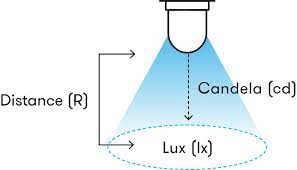 Candela (cd)
Distance (R)
Lux (lx)